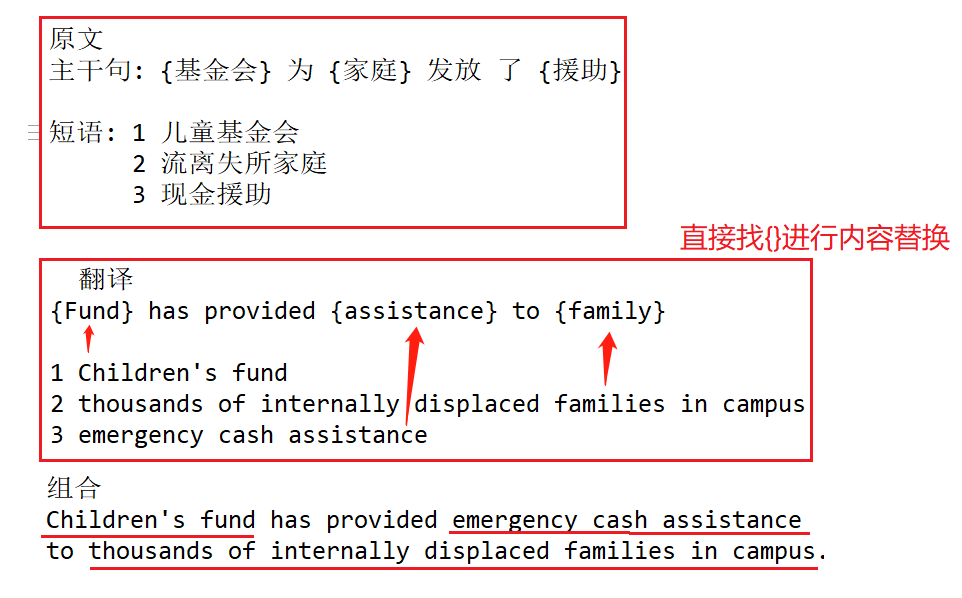 原文
主干句: {基金会} 为 {家庭} 发放 了 {援助}
短语: 1 儿童基金会
2 流离失所家庭
3 现金援助
直接找{}进行内容替换
翻译
{Fund} has provided {assistance} to {family}
1 Children's fund
2 thousands of internally displaced families in campus
3 emergency cash assistance
组合
Children's fund has provided emergency cash assistance
to thousands of internally displaced families in campus.